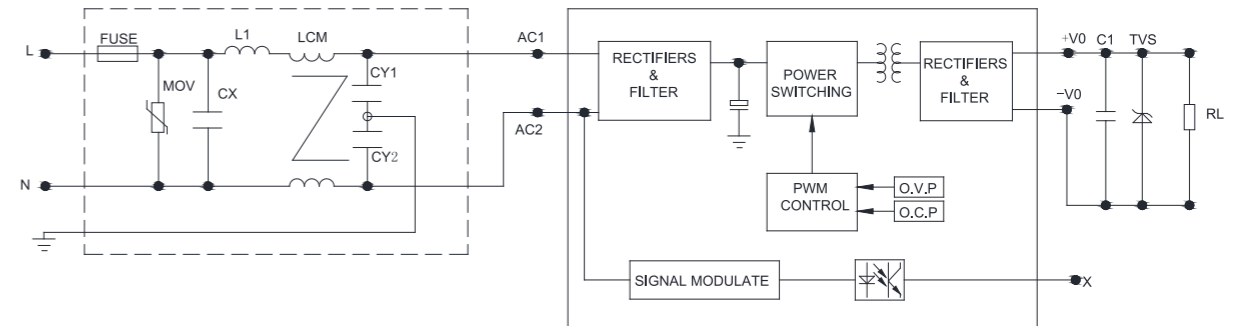 L
FUSE
L1
LCM
MOV
CX
CY1
CY2
N
AC1
AC2
RECTIFIERS
&
FILTER
POWER
SWITCHING
RECTIFIERS
&
FILTER
PWM
CONTROL
O.V.P
O.C.P
SIGNAL MODULATE
+V0
C1
TVS
−V0
RL
X